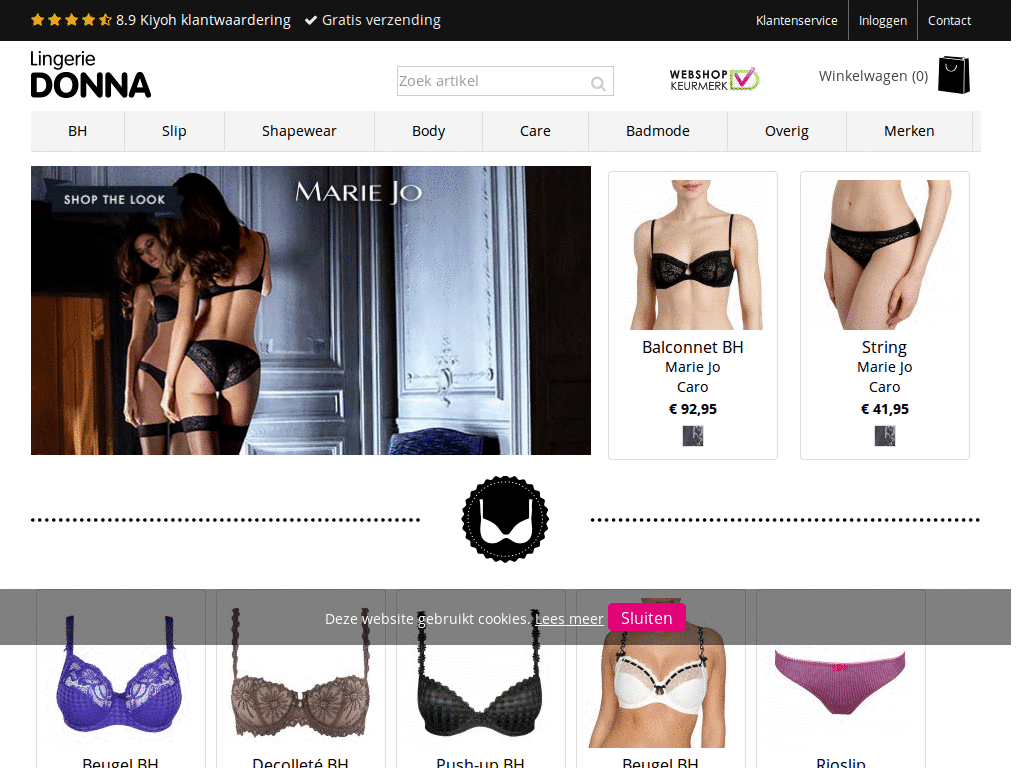 8.9 Kiyoh klantwaardering
Gratis verzending
Klantenservice
Inloggen
Contact
Lingerie
DONNA
Zoek artikel
WEBSHOP
KEURMERK
Winkelwagen (0)
BH
Slip
Shapewear
Body
Care
Badmode
Overig
Merken
SHOP THE LOOK
MARIE JO
Balconnet BH
Marie Jo
Caro
€ 92,95
String
Marie Jo
Caro
€ 41,95
Deze website gebruikt cookies. Lees meer
Sluiten
Beugel BH
Decolleté BH
Push-up BH
Beugel BH
Rioslip